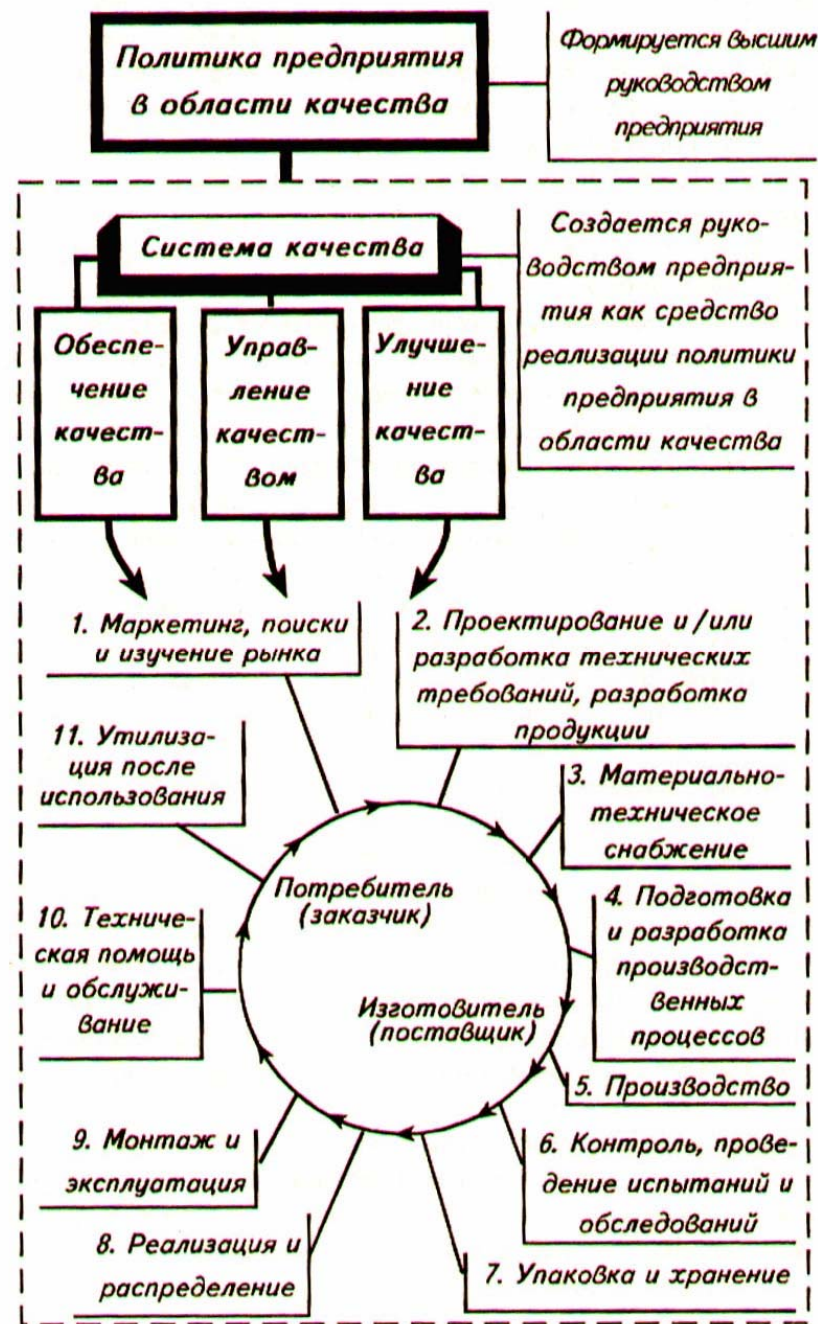 Политика предприятия
в области качества
Формируется высшим
руководством
предприятия
Система качества
Создается руко-
водством предприя-
тия как средство
реализации политики
предприятия в
области качества
Обеспе-
чение
качест-
ва
Управ-
ление
качест-
вом
Улучше-
ние
качест-
ва
1. Маркетинг, поиски
и изучение рынка
2. Проектирование и/или
разработка технических
требований, разработка
продукции
3. Материально-
техническое
снабжение
4. Подготовка
и разработка
производст-
венных
процессов
5. Производство
6. Контроль, прове-
дение испытаний и
обследований
7. Упаковка и хранение
8. Реализация и
распределение
9. Монтаж и
эксплуатация
10. Техниче-
ская помощь
и обслужи-
вание
11. Утилиза-
ция после
использования
Потребитель
(заказчик)
Изготовитель
(поставщик)